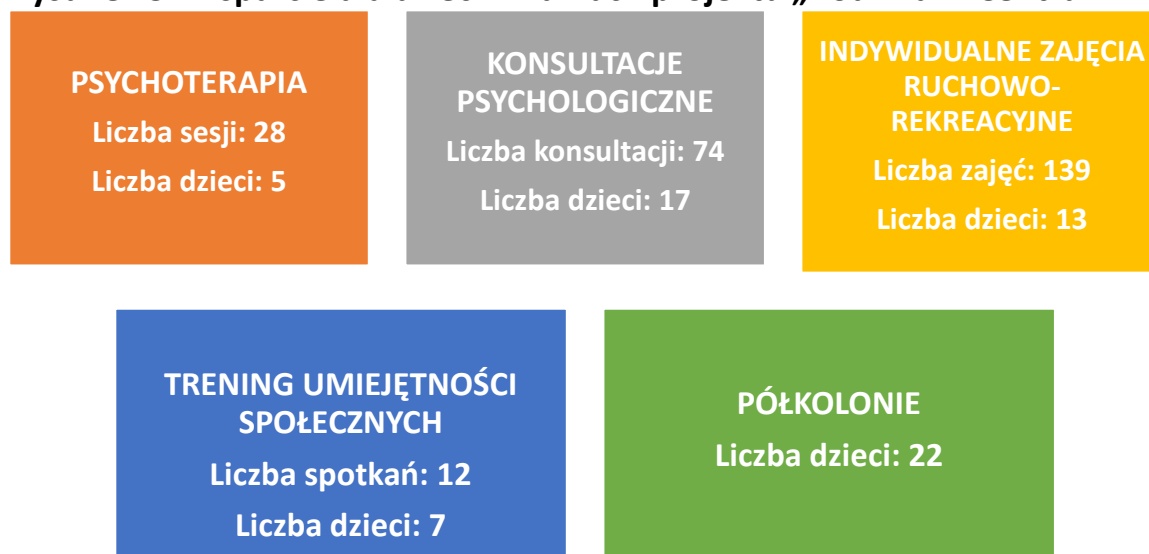 PSYCHOTERAPIA
Liczba sesji: 28
Liczba dzieci: 5
KONSULTACJE
PSYCHOLOGICZNE
Liczba konsultacji: 74
Liczba dzieci: 17
INDYWIDUALNE ZAJĘCIA
RUCHOWO-
REKREACYJNE
Liczba zajęć: 139
Liczba dzieci: 13
TRENING UMIEJĘTNOŚCI
SPOŁECZNYCH
Liczba spotkań: 12
Liczba dzieci: 7
PÓŁKOLONIE
Liczba dzieci: 22